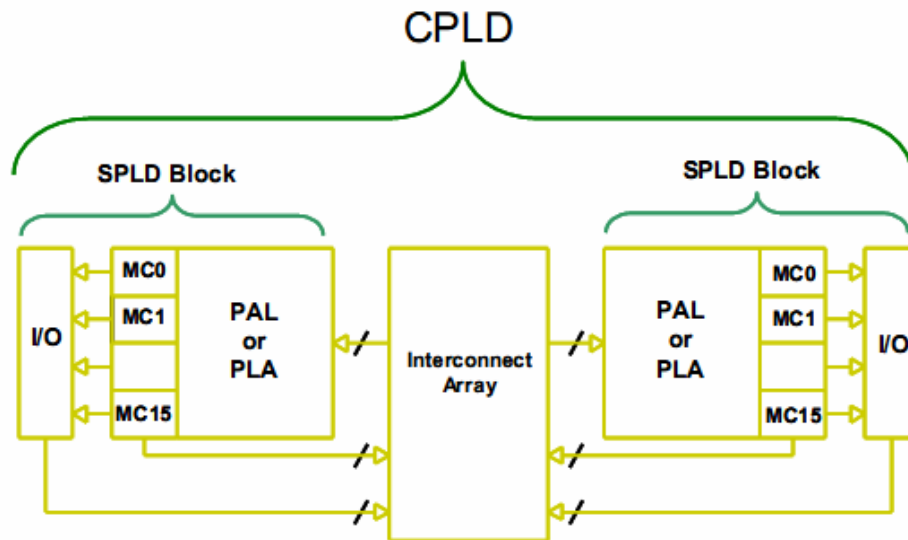 CPLD
SPLD Block
SPLD Block
I/O
MC0
MC1
MC15
PAL
or
PLA
Interconnect
Array
PAL
or
PLA
MC0
MC1
MC15
I/O